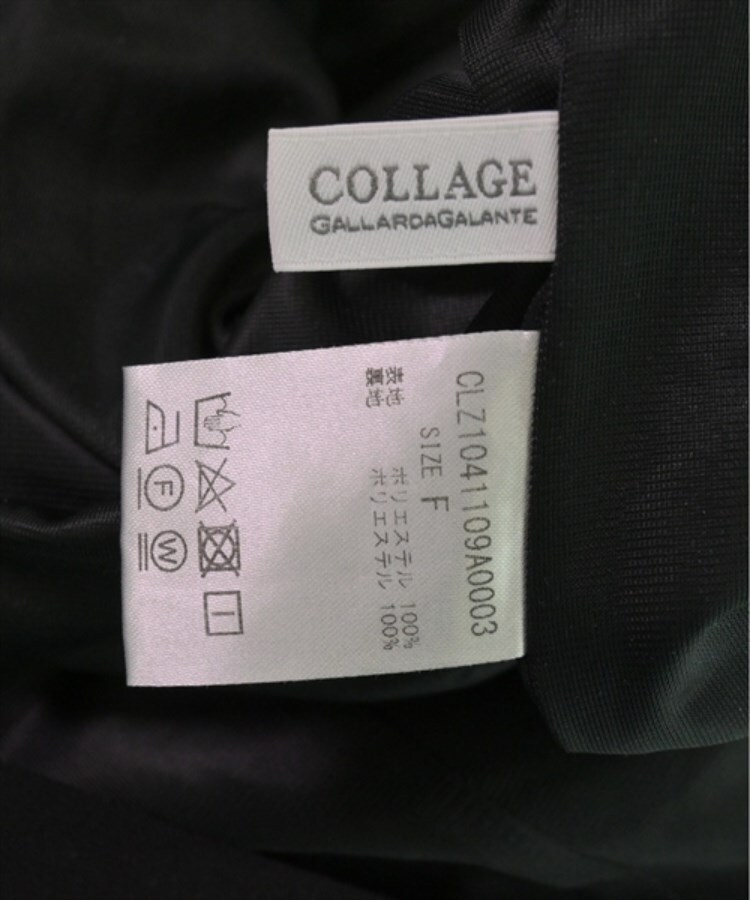 COLLAGE
GALLARDAGALANTE
CLZ1041109A0003
SIZE F
表地 ポリエステル 100%
裏地 ポリエステル 100%
F
W